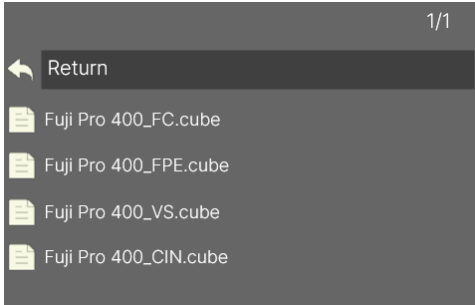 1/1
Return
Fuji Pro 400_FC.cube
Fuji Pro 400_FPE.cube
Fuji Pro 400_VS.cube
Fuji Pro 400_CIN.cube